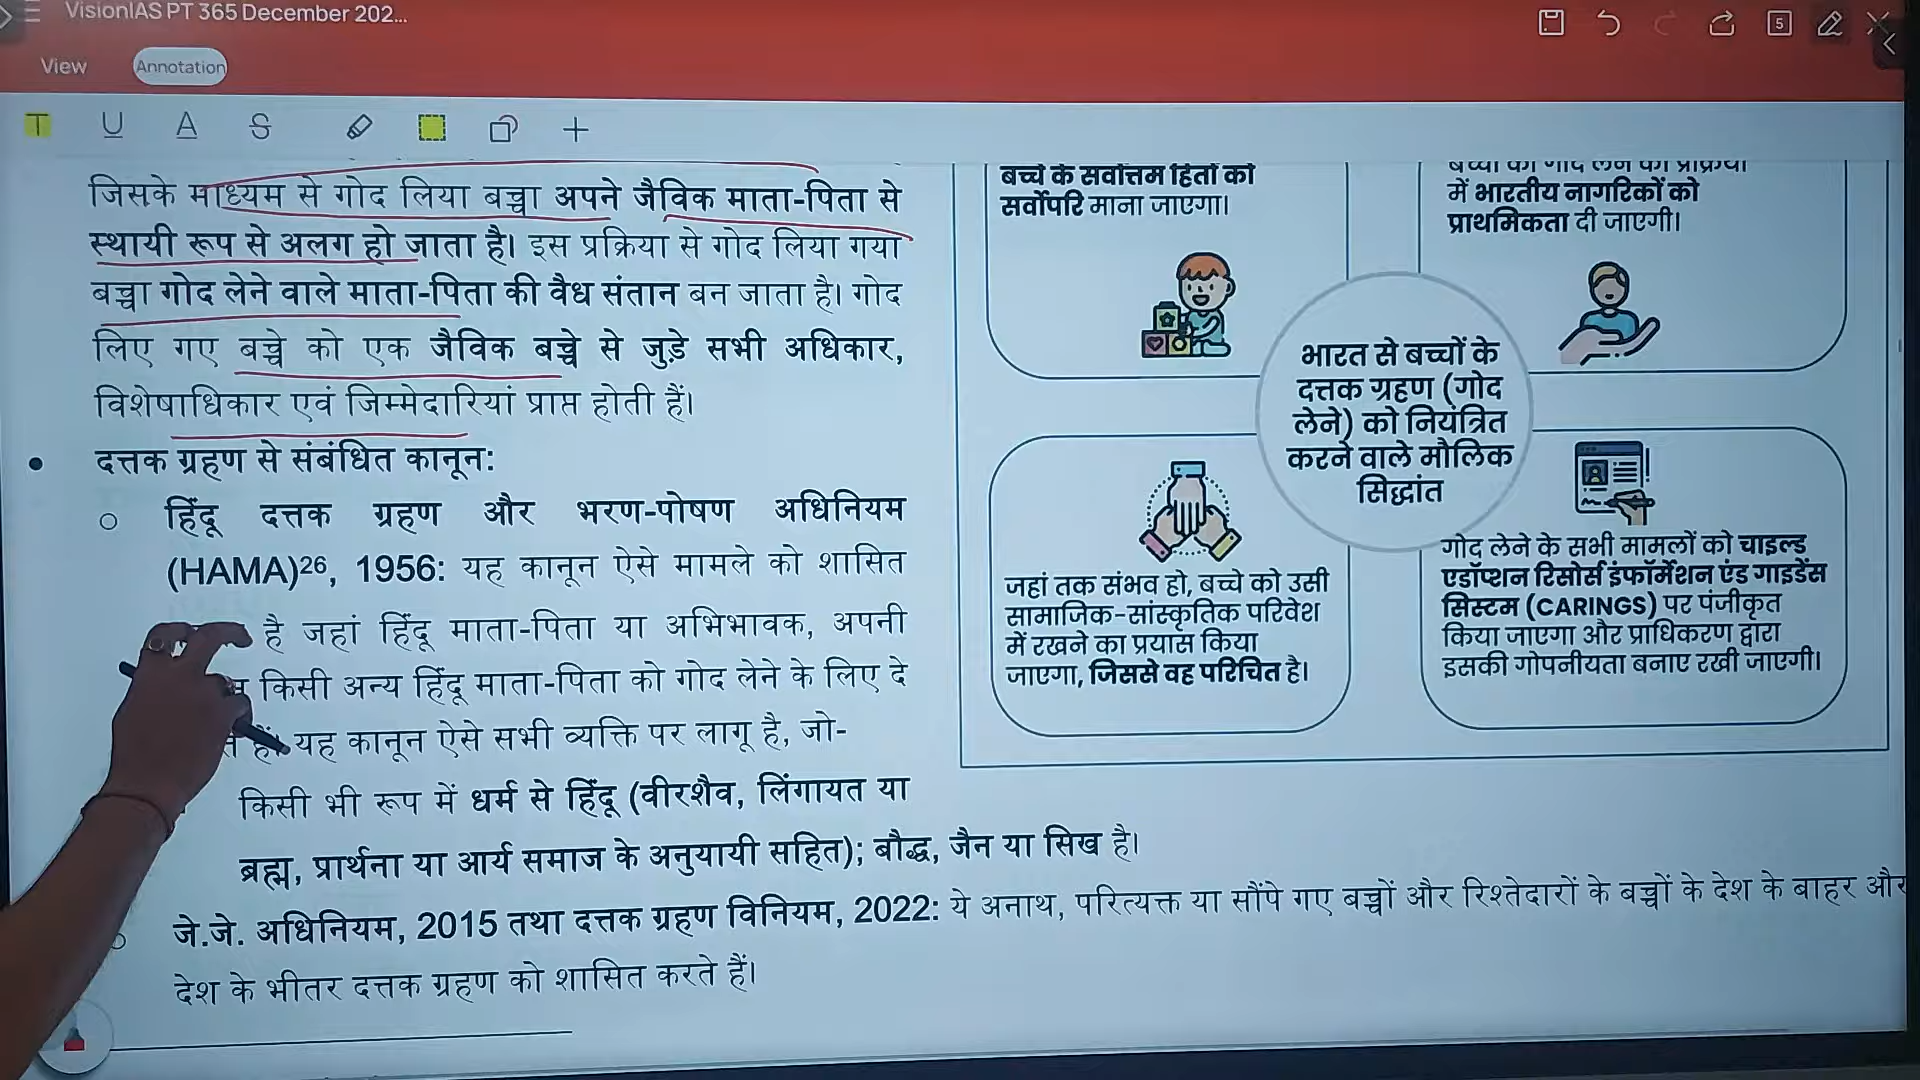 VisionIAS PT 365 December 202...
5
View
Annotation
T U A S
जिसके माध्यम से गोद लिया बच्चा अपने जैविक माता-पिता से
स्थायी रूप से अलग हो जाता है। इस प्रक्रिया से गोद लिया गया
बच्चा गोद लेने वाले माता-पिता की वैध संतान बन जाता है। गोद
लिए गए बच्चे को एक जैविक बच्चे से जुड़े सभी अधिकार,
विशेषाधिकार एवं जिम्मेदारियां प्राप्त होती हैं।
दत्तक ग्रहण से संबंधित कानून:
हिंदू दत्तक ग्रहण और भरण-पोषण अधिनियम
(HAMA)26, 1956: यह कानून ऐसे मामले को शासित
है जहां हिंदू माता-पिता या अभिभावक, अपनी
किसी अन्य हिंदू माता-पिता को गोद लेने के लिए दे
हैं। यह कानून ऐसे सभी व्यक्ति पर लागू है, जो-
किसी भी रूप में धर्म से हिंदू (वीरशैव, लिंगायत या
ब्रह्म, प्रार्थना या आर्य समाज के अनुयायी सहित); बौद्ध, जैन या सिख है।
जे.जे. अधिनियम, 2015 तथा दत्तक ग्रहण विनियम, 2022: ये अनाथ, परित्यक्त या सौंपे गए बच्चों और रिश्तेदारों के बच्चों के देश के बाहर और
देश के भीतर दत्तक ग्रहण को शासित करते हैं।
बच्चे के सर्वोत्तम हितों को
सर्वोपरि माना जाएगा।
बच्चों को गोद लेने की प्रक्रिया
में भारतीय नागरिकों को
प्राथमिकता दी जाएगी।
भारत से बच्चों के
दत्तक ग्रहण (गोद
लेने) को नियंत्रित
करने वाले मौलिक
सिद्धांत
जहां तक संभव हो, बच्चे को उसी
सामाजिक-सांस्कृतिक परिवेश
में रखने का प्रयास किया
जाएगा, जिससे वह परिचित है।
गोद लेने के सभी मामलों को चाइल्ड
एडॉप्शन रिसोर्स इंफॉर्मेशन एंड गाइडेंस
सिस्टम (CARINGS) पर पंजीकृत
किया जाएगा और प्राधिकरण द्वारा
इसकी गोपनीयता बनाए रखी जाएगी।